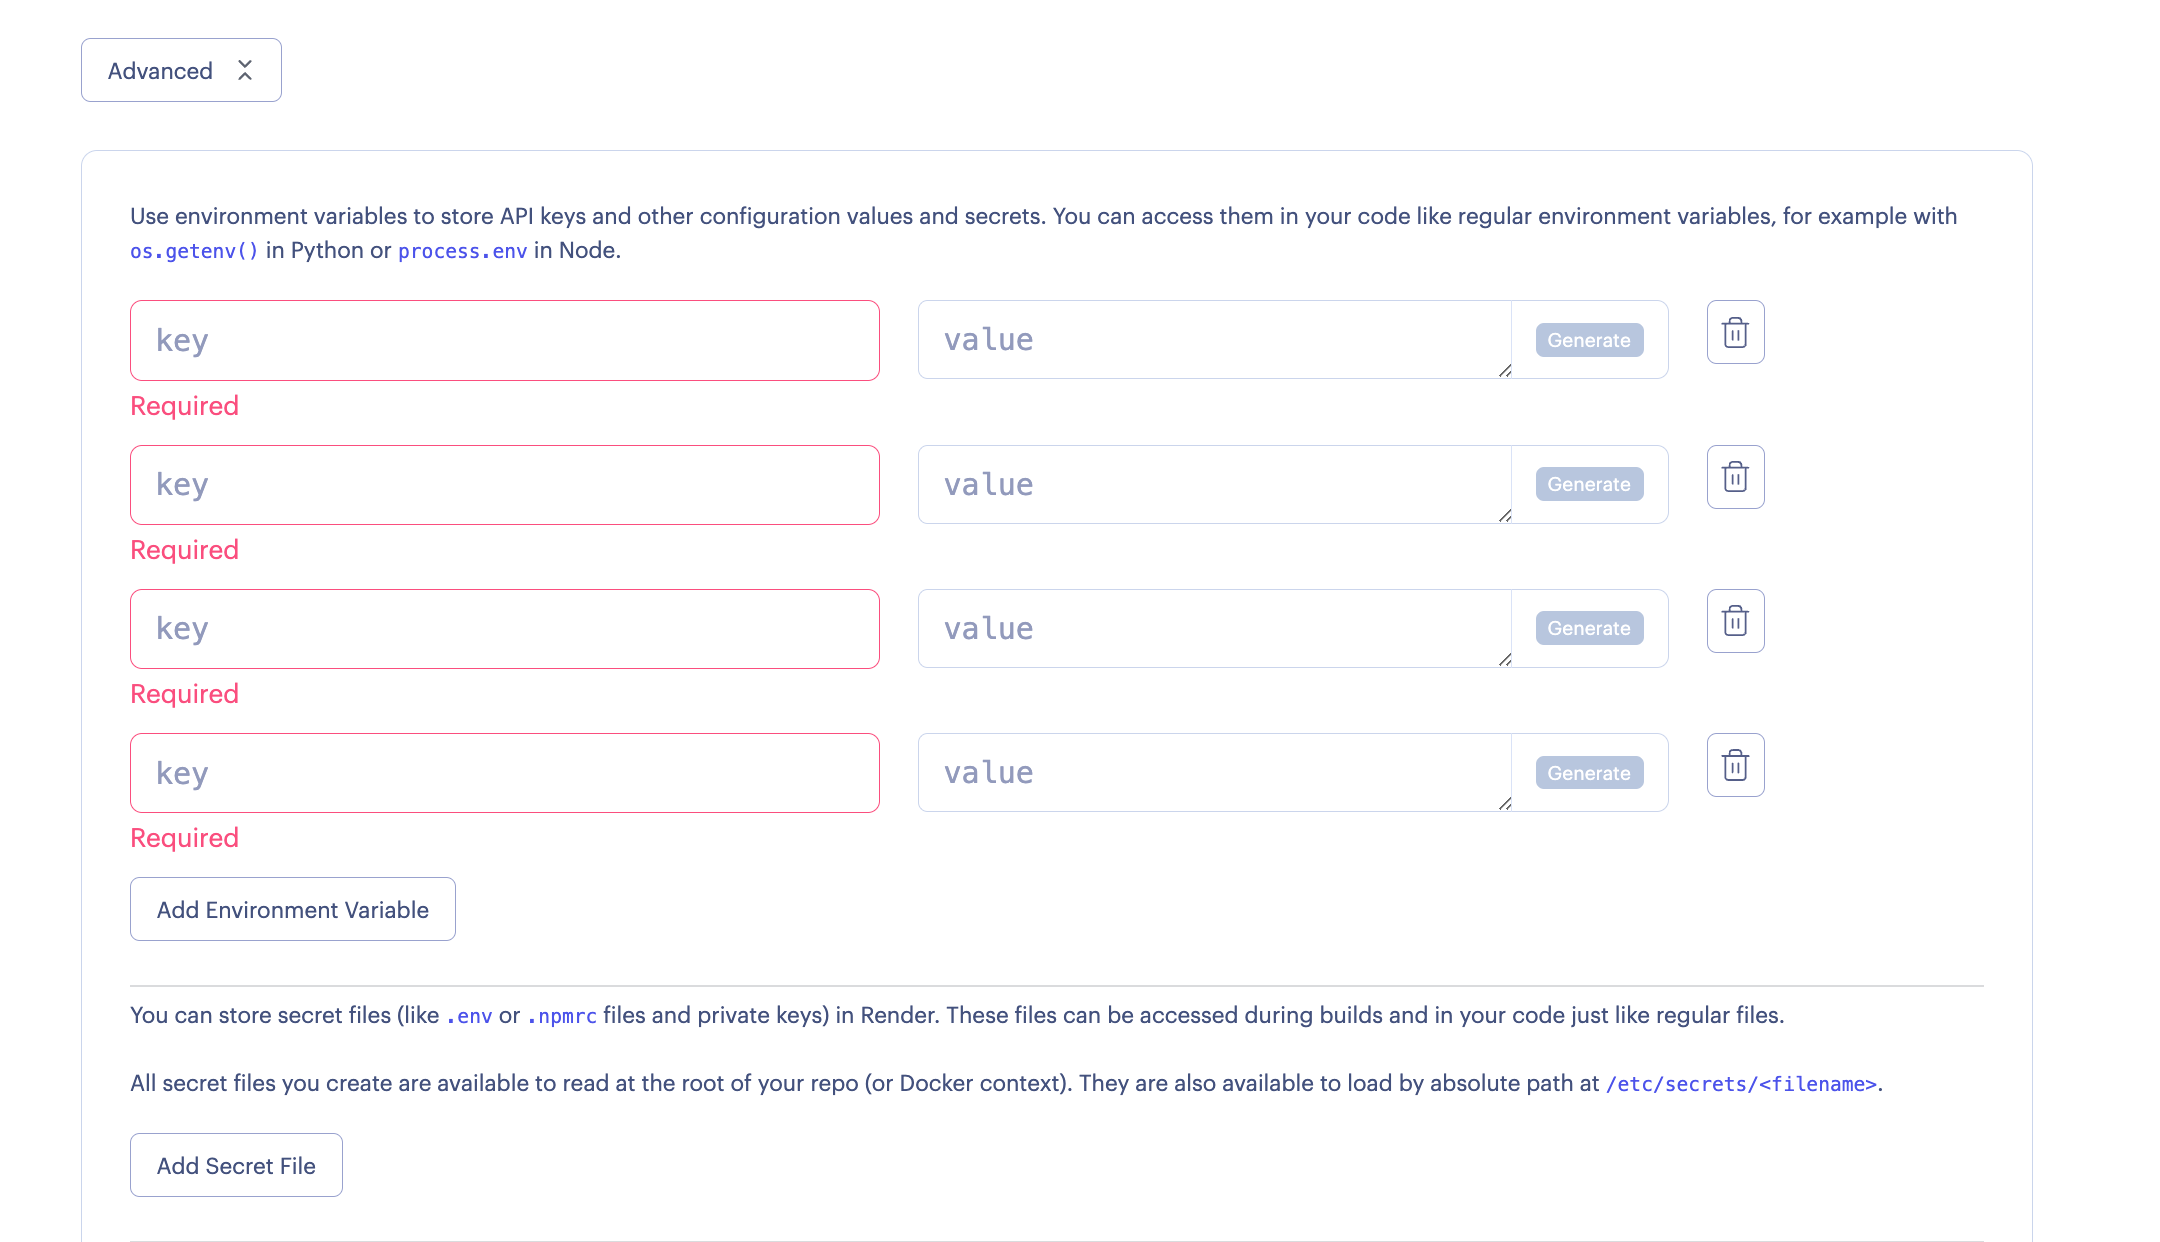 Advanced
Use environment variables to store API keys and other configuration values and secrets. You can access them in your code like regular environment variables, for example with
os.getenv() in Python or process.env in Node.
key value Generate
Required
key value Generate
Required
key value Generate
Required
key value Generate
Required
Add Environment Variable
You can store secret files (like .env or .npmrc files and private keys) in Render. These files can be accessed during builds and in your code just like regular files.
All secret files you create are available to read at the root of your repo (or Docker context). They are also available to load by absolute path at /etc/secrets/<filename>.
Add Secret File